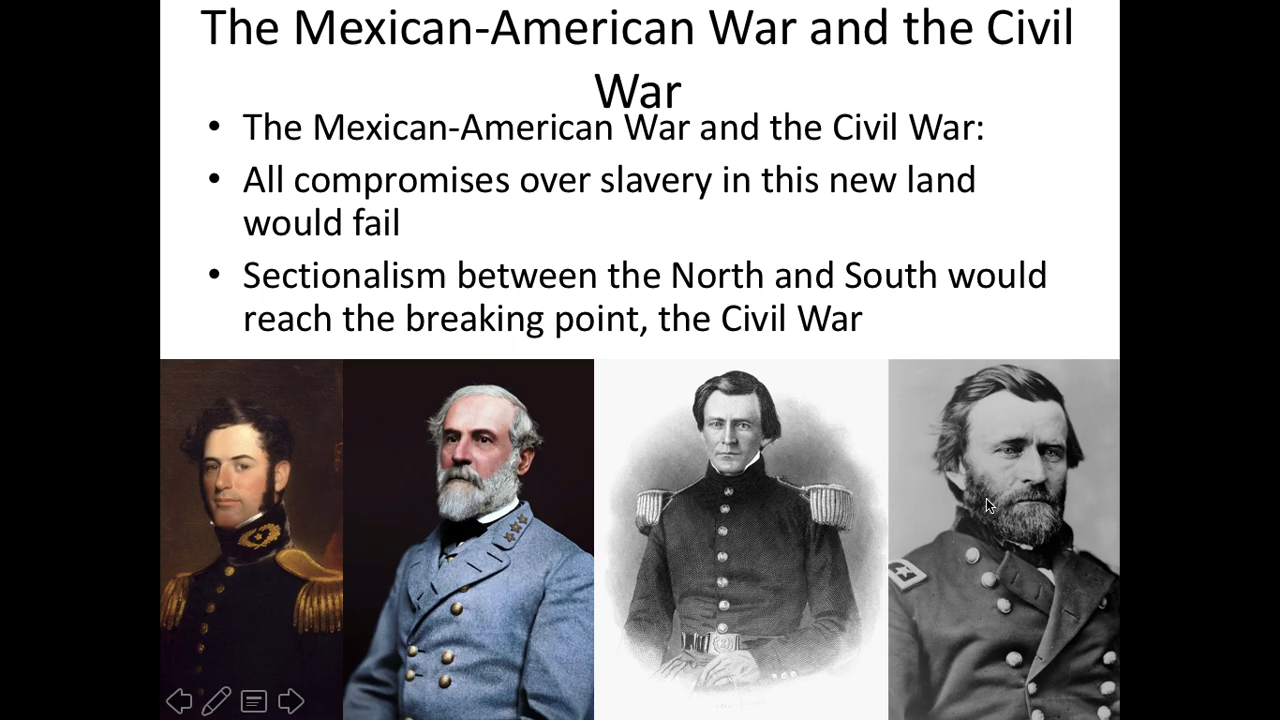 The Mexican-American War and the Civil
War
• The Mexican-American War and the Civil War:
• All compromises over slavery in this new land
would fail
• Sectionalism between the North and South would
reach the breaking point, the Civil War